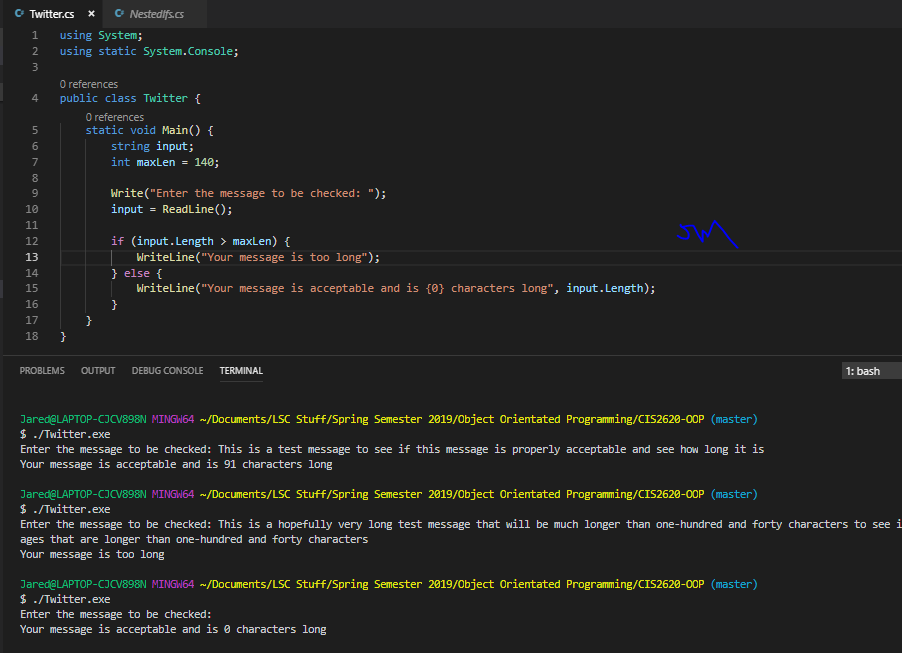 Twitter.cs × NestedIfs.cs
1 using System;
2 using static System.Console;
3
0 references
4 public class Twitter {
0 references
5 static void Main() {
6 string input;
7 int maxLen = 140;
8
9 Write("Enter the message to be checked: ");
10 input = ReadLine();
11
12 if (input.Length > maxLen) {
13 WriteLine("Your message is too long");
14 } else {
15 WriteLine("Your message is acceptable and is {0} characters long", input.Length);
16 }
17 }
18 }
PROBLEMS OUTPUT DEBUG CONSOLE TERMINAL 1: bash
Jared@LAPTOP-CJCV898N MINGW64 ~/Documents/LSC Stuff/Spring Semester 2019/Object Orientated Programming/CIS2620-OOP (master)
$ ./Twitter.exe
Enter the message to be checked: This is a test message to see if this message is properly acceptable and see how long it is
Your message is acceptable and is 91 characters long
Jared@LAPTOP-CJCV898N MINGW64 ~/Documents/LSC Stuff/Spring Semester 2019/Object Orientated Programming/CIS2620-OOP (master)
$ ./Twitter.exe
Enter the message to be checked: This is a hopefully very long test message that will be much longer than one-hundred and forty characters to see i
ages that are longer than one-hundred and forty characters
Your message is too long
Jared@LAPTOP-CJCV898N MINGW64 ~/Documents/LSC Stuff/Spring Semester 2019/Object Orientated Programming/CIS2620-OOP (master)
$ ./Twitter.exe
Enter the message to be checked:
Your message is acceptable and is 0 characters long